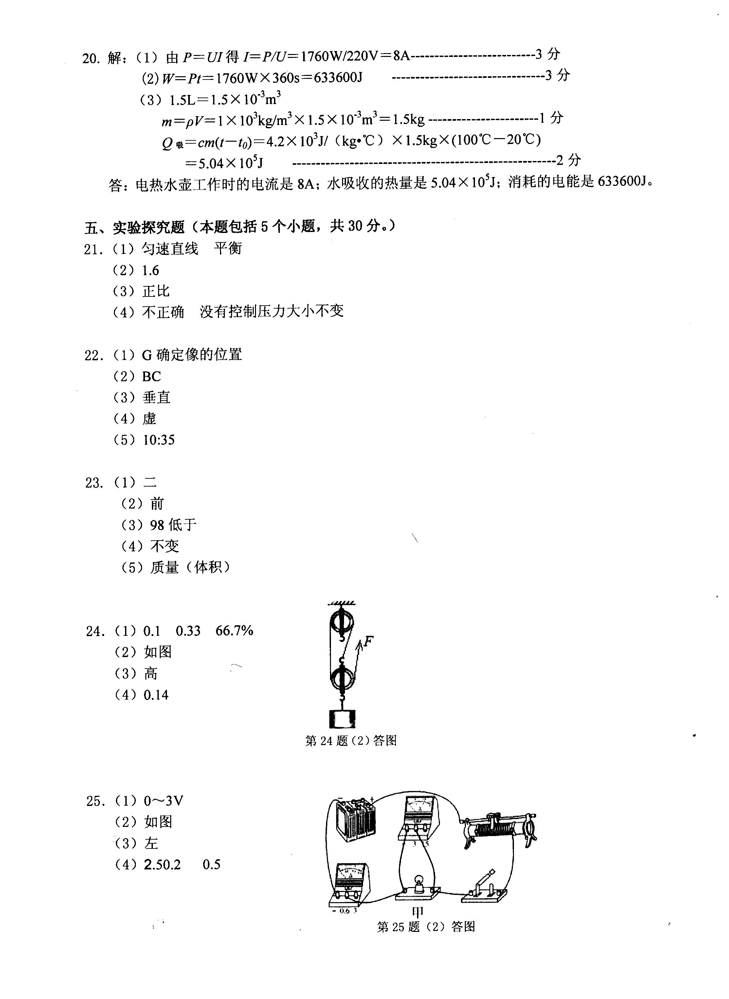 20. 解：（1）由 P＝UI 得 I＝P/U＝1760W/220V＝8A--------------------------3 分
(2) W＝Pt＝1760W×360s＝633600J --------------------------------3 分
（3）1.5L＝1.5×10⁻³m³
m＝ρV＝1×10³kg/m³×1.5×10⁻³m³＝1.5kg -----------------------1 分
Q吸＝cm(t－t₀)＝4.2×10³J/（kg•℃）×1.5kg×(100℃－20℃)
＝5.04×10⁵J -------------------------------------------------------2 分
答：电热水壶工作时的电流是 8A；水吸收的热量是 5.04×10⁵J；消耗的电能是 633600J。
五、实验探究题（本题包括 5 个小题，共 30 分。）
21.（1）匀速直线 平衡
（2）1.6
（3）正比
（4）不正确 没有控制压力大小不变
22.（1）G 确定像的位置
（2）BC
（3）垂直
（4）虚
（5）10:35
23.（1）二
（2）前
（3）98 低于
（4）不变
（5）质量（体积）
24.（1）0.1 0.33 66.7%
（2）如图
（3）高
（4）0.14
F
第 24 题（2）答图
25.（1）0～3V
（2）如图
（3）左
（4）2.50.2 0.5
－ ＋
3 15
－ 0.6 3
甲
第 25 题（2）答图